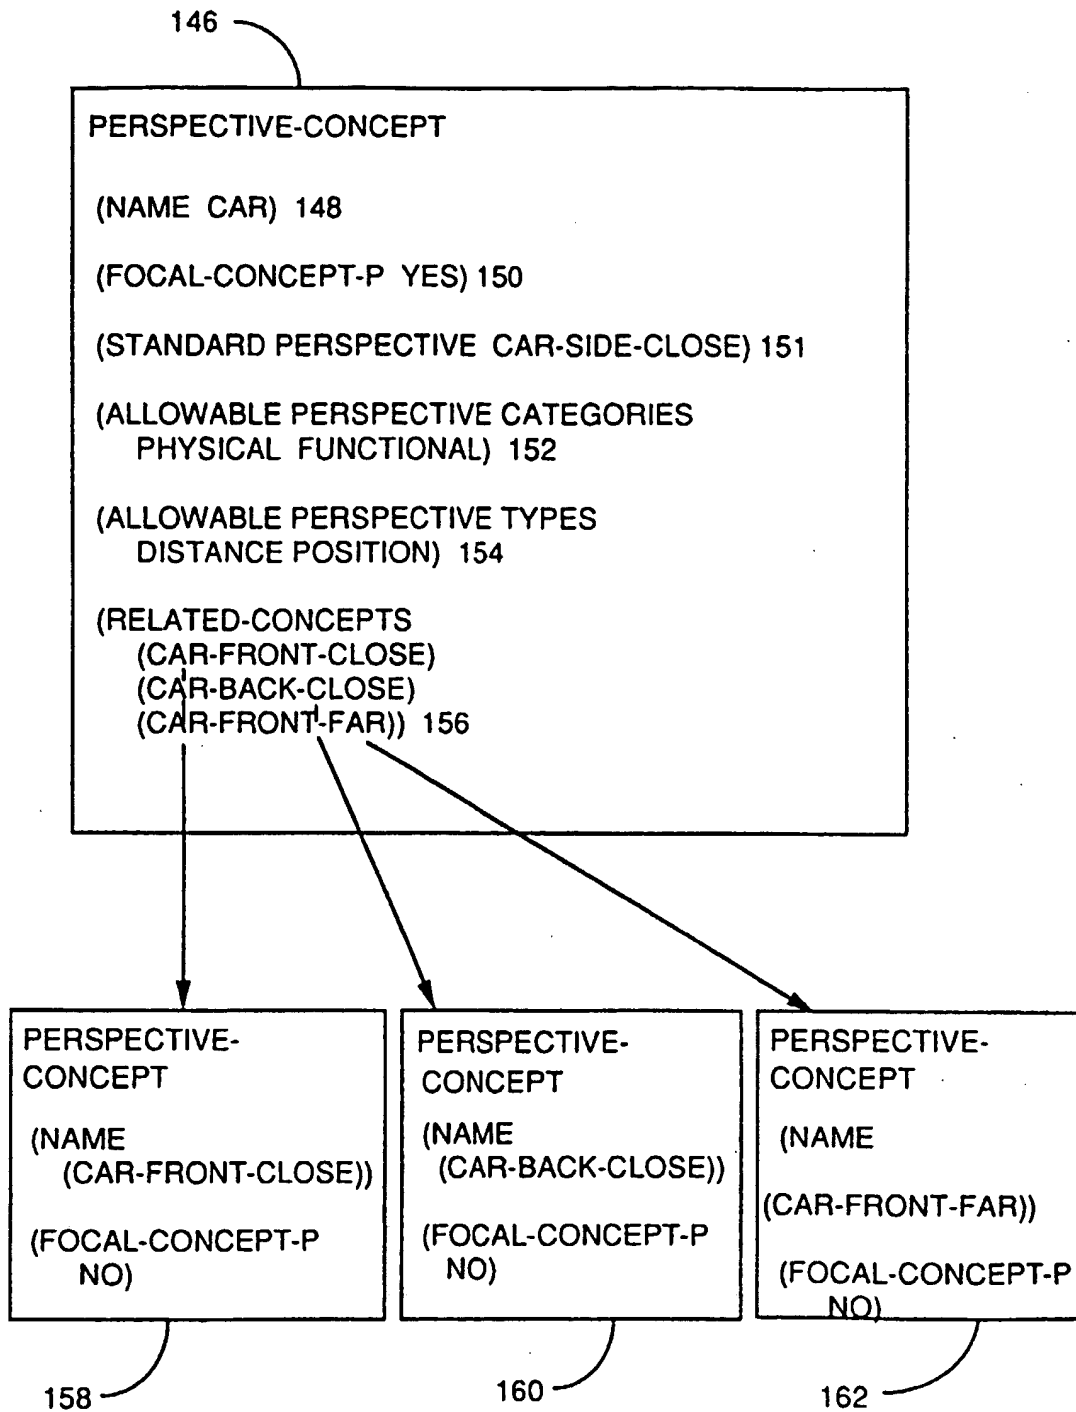 146
PERSPECTIVE-CONCEPT
(NAME CAR) 148
(FOCAL-CONCEPT-P YES) 150
(STANDARD PERSPECTIVE CAR-SIDE-CLOSE) 151
(ALLOWABLE PERSPECTIVE CATEGORIES
PHYSICAL FUNCTIONAL) 152
(ALLOWABLE PERSPECTIVE TYPES
DISTANCE POSITION) 154
(RELATED-CONCEPTS
(CAR-FRONT-CLOSE)
(CAR-BACK-CLOSE)
(CAR-FRONT-FAR)) 156
PERSPECTIVE-
CONCEPT
(NAME
(CAR-FRONT-CLOSE))
(FOCAL-CONCEPT-P
NO)
158
PERSPECTIVE-
CONCEPT
(NAME
(CAR-BACK-CLOSE))
(FOCAL-CONCEPT-P
NO)
160
PERSPECTIVE-
CONCEPT
(NAME
(CAR-FRONT-FAR))
(FOCAL-CONCEPT-P
NO)
162